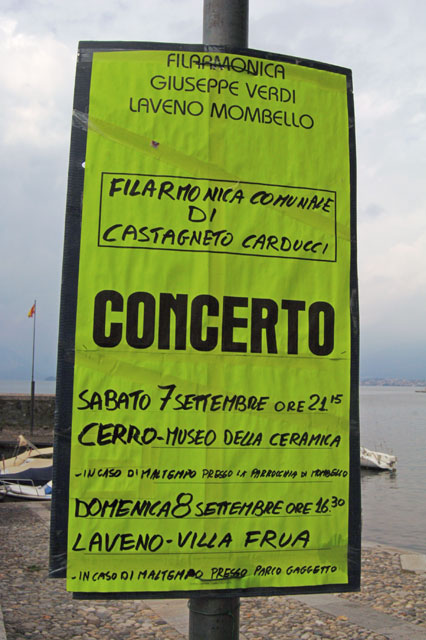 FILARMONICA
GIUSEPPE VERDI
LAVENO MOMBELLO
FILARMONICA COMUNALE
DI
CASTAGNETO CARDUCCI
CONCERTO
SABATO 7 SETTEMBRE ORE 21 15
CERRO-MUSEO DELLA CERAMICA
-IN CASO DI MALTEMPO PRESSO LA PARROCCHIA DI MOMBELLO
DOMENICA 8 SETTEMBRE ORE 16.30
LAVENO-VILLA FRUA
-IN CASO DI MALTEMPO PRESSO PARCO GAGGETTO